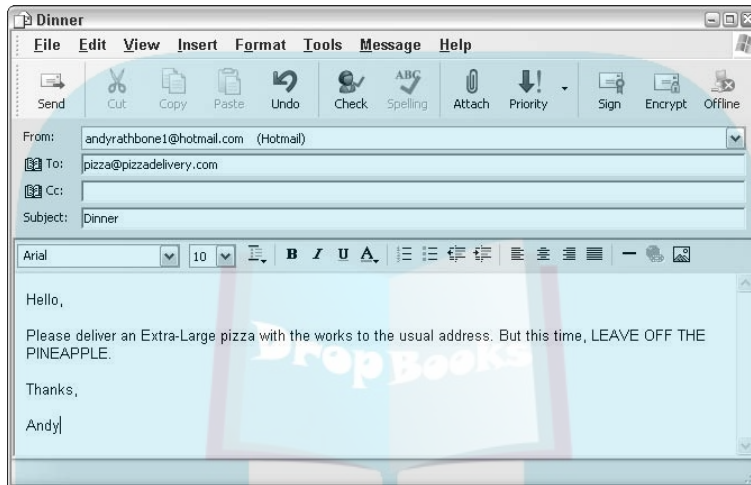 Dinner
File Edit View Insert Format Tools Message Help
ABC
Send Cut Copy Paste Undo Check Spelling Attach Priority Sign Encrypt Offline
From: andyrathbone1@hotmail.com (Hotmail)
To: pizza@pizzadelivery.com
Cc:
Subject: Dinner
Arial 10 B I U A
Hello,
Please deliver an Extra-Large pizza with the works to the usual address. But this time, LEAVE OFF THE
PINEAPPLE.
Thanks,
Andy
DropBooks